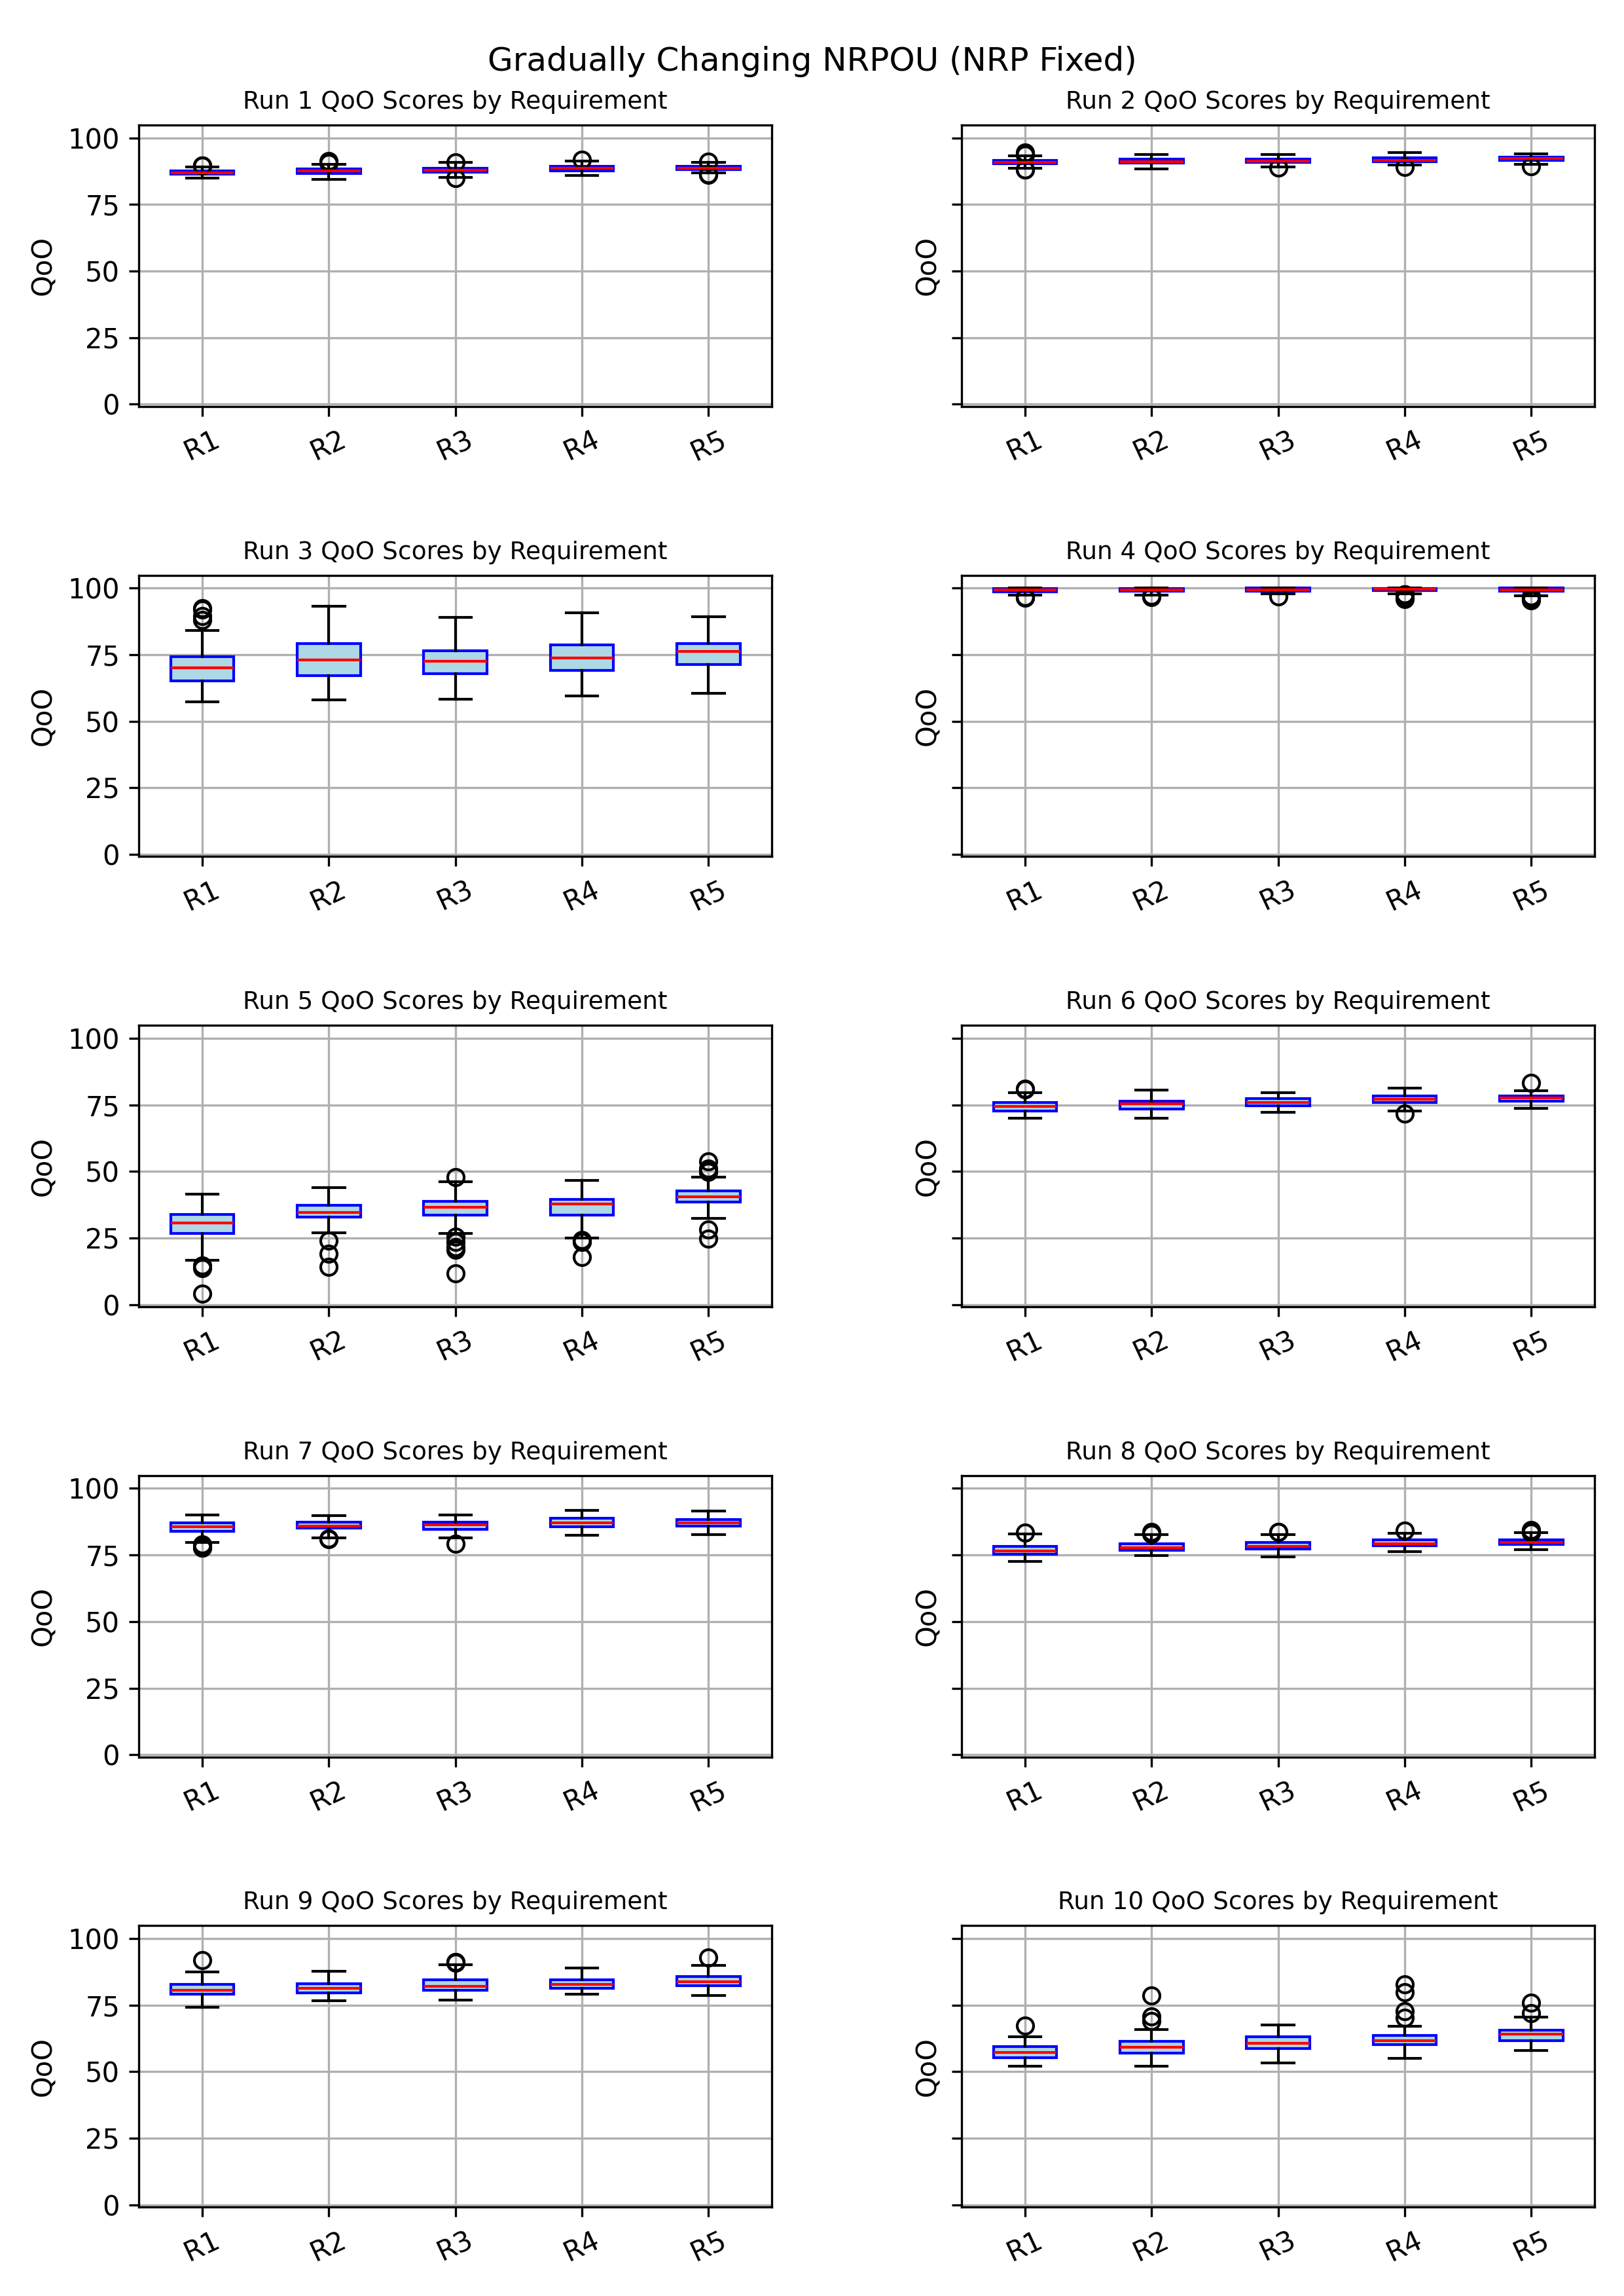 Gradually Changing NRPOU (NRP Fixed)
Run 1 QoO Scores by Requirement
100
75
50
25
0
QoO
R1 R2 R3 R4 R5
Run 2 QoO Scores by Requirement
QoO
R1 R2 R3 R4 R5
Run 3 QoO Scores by Requirement
100
75
50
25
0
QoO
R1 R2 R3 R4 R5
Run 4 QoO Scores by Requirement
QoO
R1 R2 R3 R4 R5
Run 5 QoO Scores by Requirement
100
75
50
25
0
QoO
R1 R2 R3 R4 R5
Run 6 QoO Scores by Requirement
QoO
R1 R2 R3 R4 R5
Run 7 QoO Scores by Requirement
100
75
50
25
0
QoO
R1 R2 R3 R4 R5
Run 8 QoO Scores by Requirement
QoO
R1 R2 R3 R4 R5
Run 9 QoO Scores by Requirement
100
75
50
25
0
QoO
R1 R2 R3 R4 R5
Run 10 QoO Scores by Requirement
QoO
R1 R2 R3 R4 R5